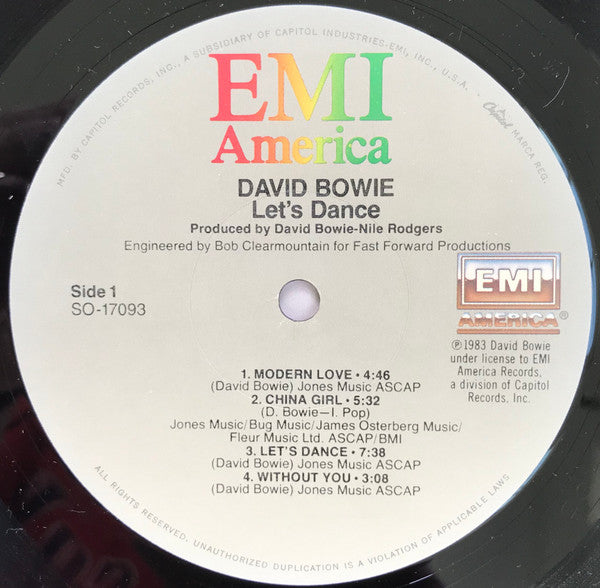 MFD. BY CAPITOL RECORDS, INC., A SUBSIDIARY OF CAPITOL INDUSTRIES-EMI, INC., U.S.A.
Capitol MARCA REG.
EMI
America
DAVID BOWIE
Let's Dance
Produced by David Bowie-Nile Rodgers
Engineered by Bob Clearmountain for Fast Forward Productions
Side 1
SO-17093
EMI
AMERICA®
℗1983 David Bowie
under license to EMI
America Records,
a division of Capitol
Records, Inc.
1. MODERN LOVE • 4:46
(David Bowie) Jones Music ASCAP
2. CHINA GIRL • 5:32
(D. Bowie—I. Pop)
Jones Music/Bug Music/James Osterberg Music/
Fleur Music Ltd. ASCAP/BMI
3. LET'S DANCE • 7:38
(David Bowie) Jones Music ASCAP
4. WITHOUT YOU • 3:08
(David Bowie) Jones Music ASCAP
ALL RIGHTS RESERVED. UNAUTHORIZED DUPLICATION IS A VIOLATION OF APPLICABLE LAWS